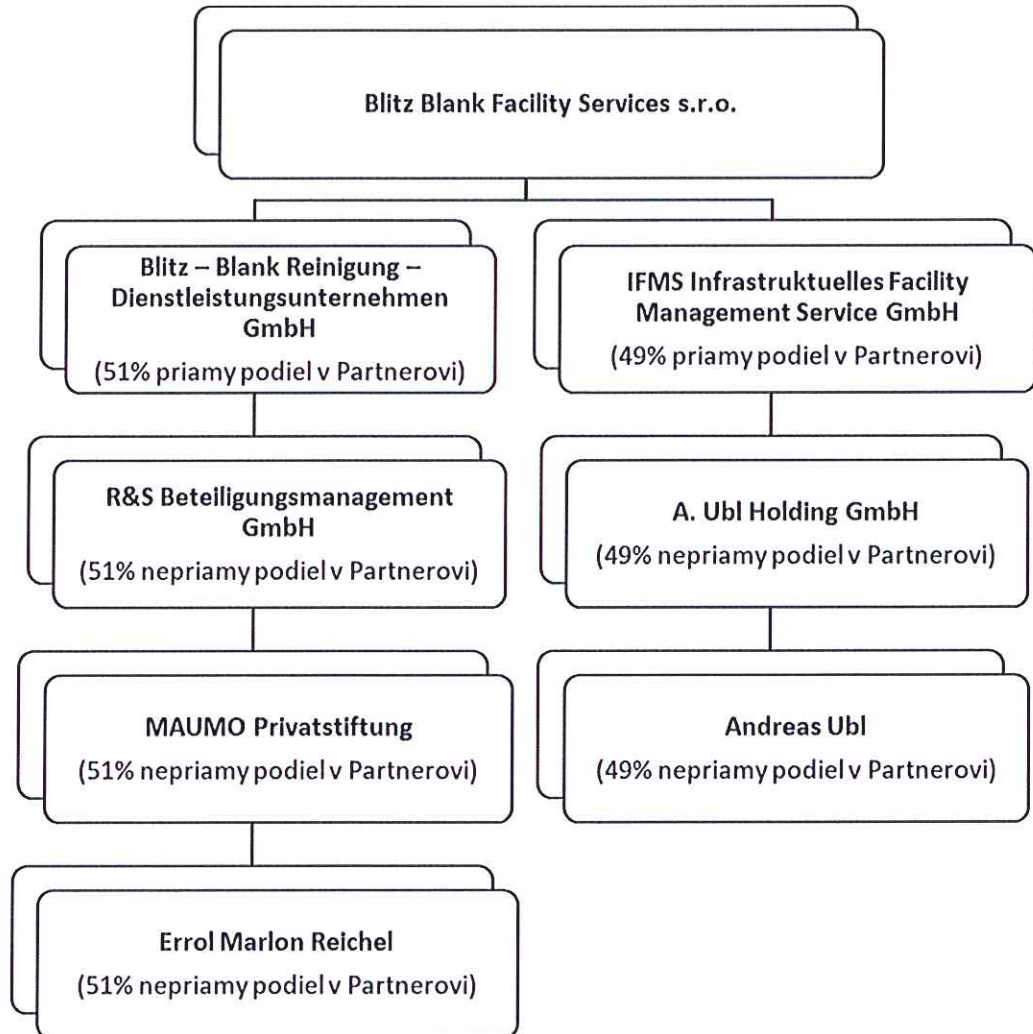 Blitz Blank Facility Services s.r.o.
Blitz – Blank Reinigung –
Dienstleistungsunternehmen
GmbH
(51% priamy podiel v Partnerovi)
IFMS Infrastruktuelles Facility
Management Service GmbH
(49% priamy podiel v Partnerovi)
R&S Beteiligungsmanagement
GmbH
(51% nepriamy podiel v Partnerovi)
A. Ubl Holding GmbH
(49% nepriamy podiel v Partnerovi)
MAUMO Privatstiftung
(51% nepriamy podiel v Partnerovi)
Andreas Ubl
(49% nepriamy podiel v Partnerovi)
Errol Marlon Reichel
(51% nepriamy podiel v Partnerovi)